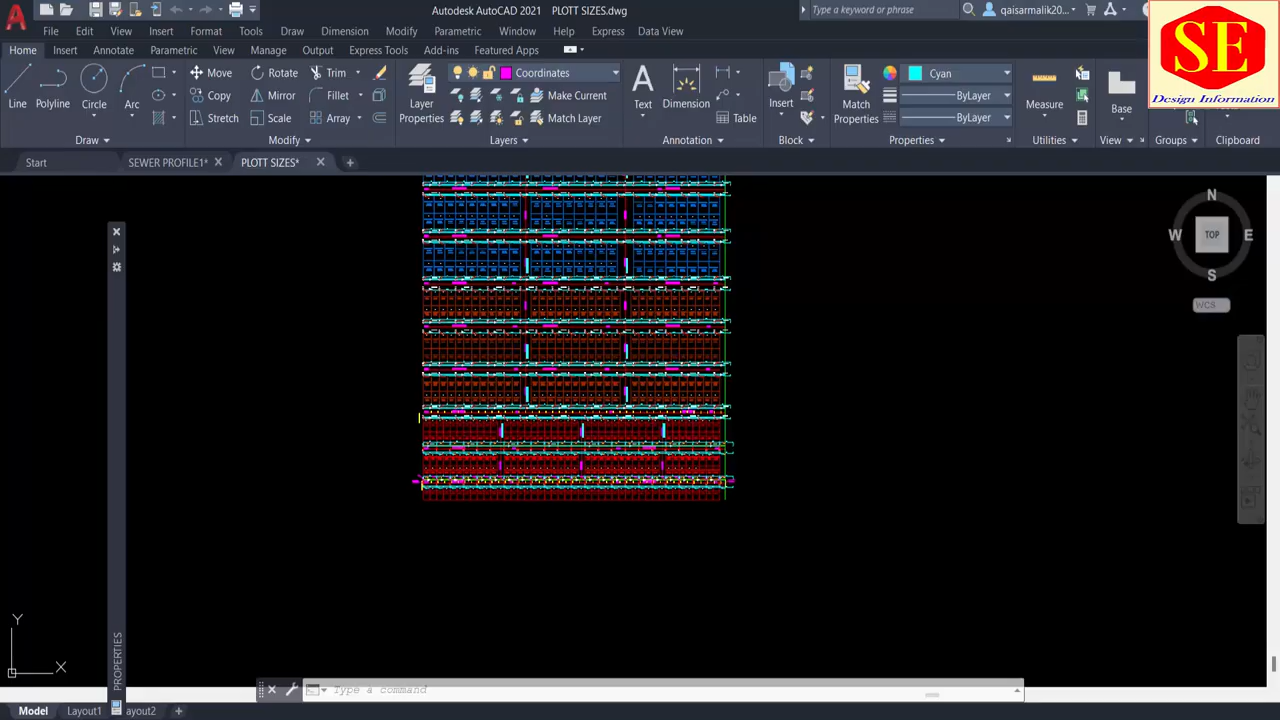 Autodesk AutoCAD 2021 PLOTT SIZES.dwg
Type a keyword or phrase
qaisarmalik20...
File Edit View Insert Format Tools Draw Dimension Modify Parametric Window Help Express Data View
Home Insert Annotate Parametric View Manage Output Express Tools Add-ins Featured Apps
SE
Design Information
Line Polyline Circle Arc
Move Rotate Trim
Copy Mirror Fillet
Stretch Scale Array
Layer Properties
Coordinates
Make Current
Match Layer
Text Dimension
Table
Insert
Match Properties
Cyan
ByLayer
ByLayer
Measure
Base
Draw Modify Layers Annotation Block Properties Utilities View Groups Clipboard
Start SEWER PROFILE1* PLOTT SIZES*
N
W TOP E
S
WCS
PROPERTIES
Y
X
Type a command
Model Layout1 ayout2